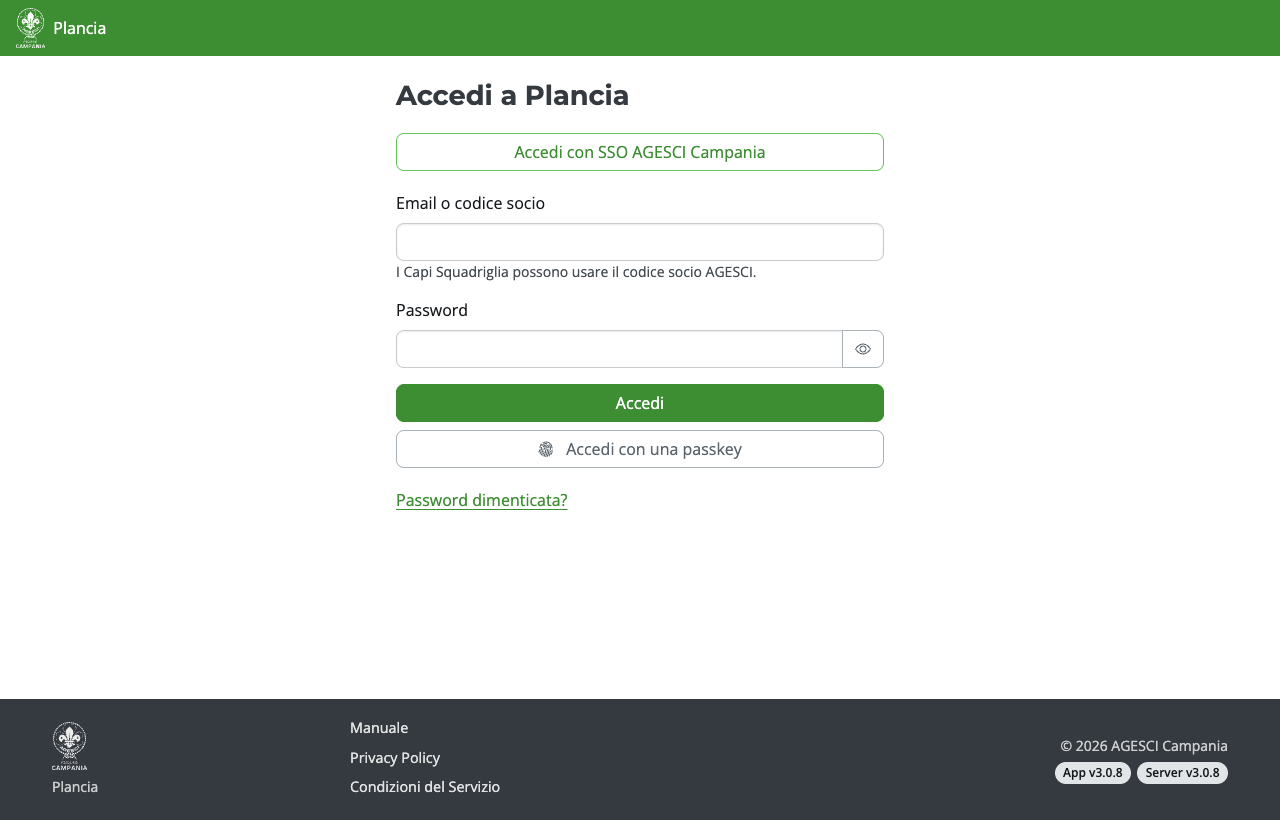 CAMPANIA
Plancia
Accedi a Plancia
Accedi con SSO AGESCI Campania
Email o codice socio
I Capi Squadriglia possono usare il codice socio AGESCI.
Password
Accedi
Accedi con una passkey
Password dimenticata?
CAMPANIA
Plancia
Manuale
Privacy Policy
Condizioni del Servizio
© 2026 AGESCI Campania
App v3.0.8
Server v3.0.8